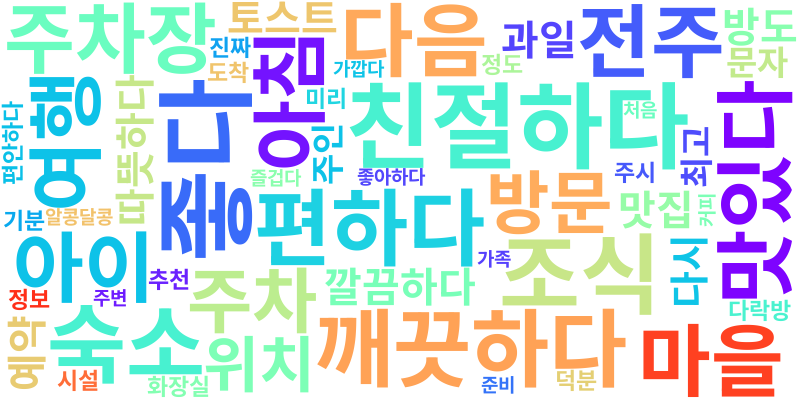 주차장
토스트
다음
과일
전주
방도
진짜
도착
가깝다
정도
문자
아침
미리
친절하다
처음
맛있다
편안하다
여행
따뜻하다
좋다
주인
최고
즐겁다
좋아하다
주시
기분
알콩달콩
편하다
방문
맛집
커피
아이
추천
가족
조식
다시
정보
주변
주차
깔끔하다
다락방
예약
숙소
위치
깨끗하다
마을
시설
화장실
준비
덕분